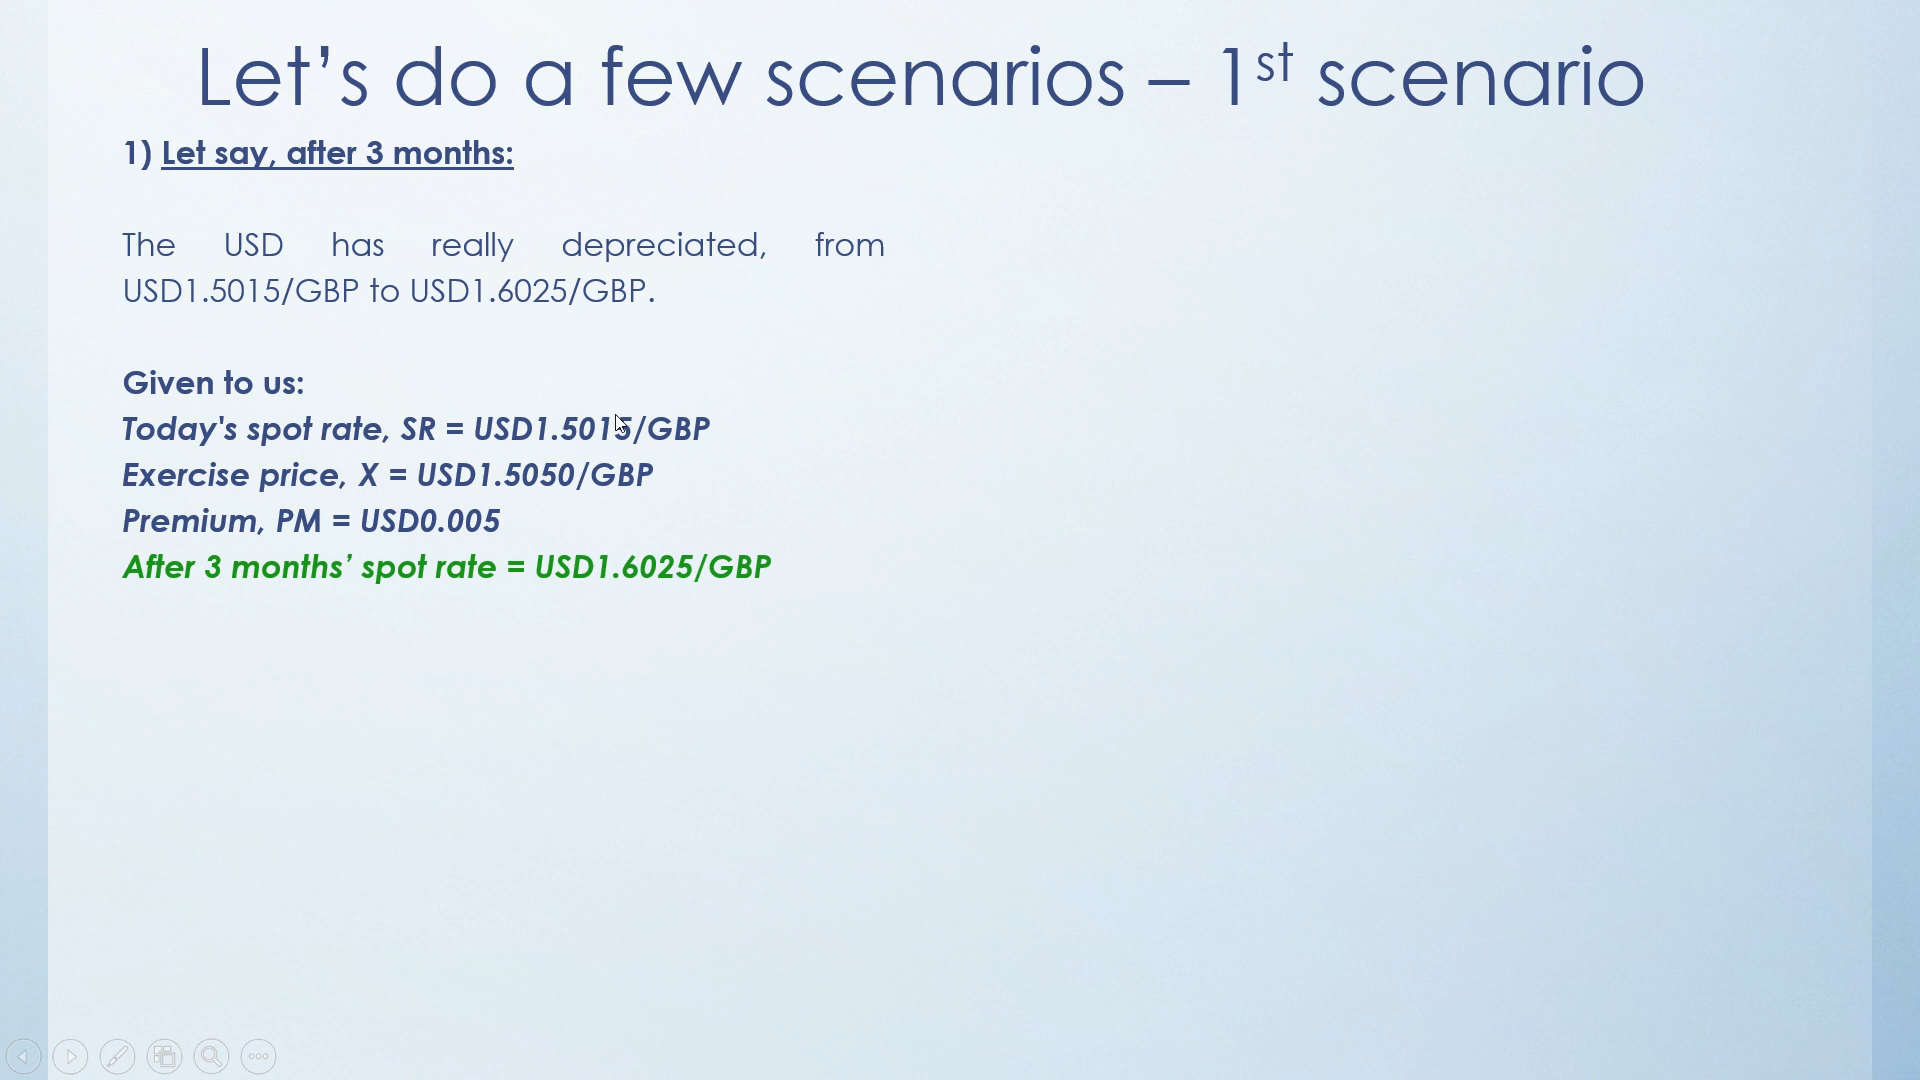 Let’s do a few scenarios – 1st scenario
1) Let say, after 3 months:
The USD has really depreciated, from
USD1.5015/GBP to USD1.6025/GBP.
Given to us:
Today's spot rate, SR = USD1.5015/GBP
Exercise price, X = USD1.5050/GBP
Premium, PM = USD0.005
After 3 months’ spot rate = USD1.6025/GBP